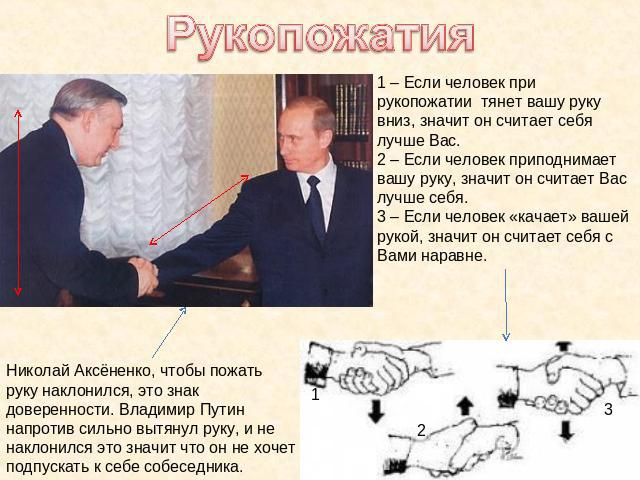 Рукопожатия
1 – Если человек при
рукопожатии тянет вашу руку
вниз, значит он считает себя
лучше Вас.
2 – Если человек приподнимает
вашу руку, значит он считает Вас
лучше себя.
3 – Если человек «качает» вашей
рукой, значит он считает себя с
Вами наравне.
Николай Аксёненко, чтобы пожать
руку наклонился, это знак
доверенности. Владимир Путин
напротив сильно вытянул руку, и не
наклонился это значит что он не хочет
подпускать к себе собеседника.
1
2
3